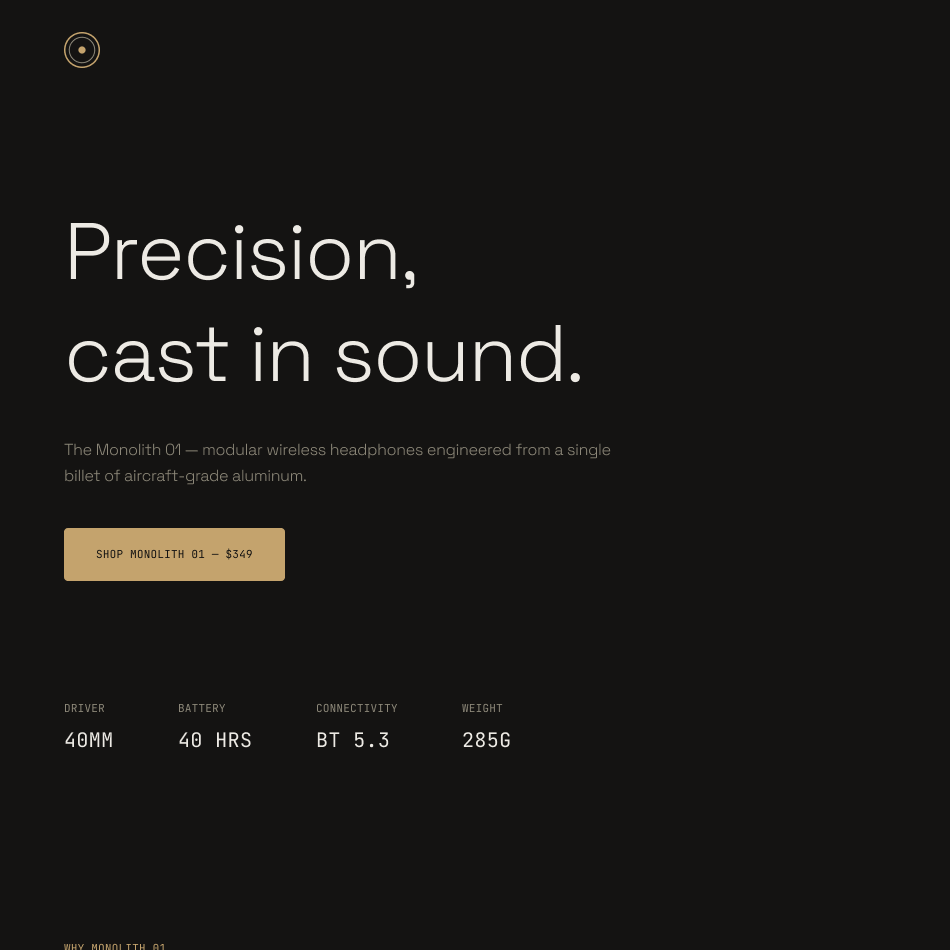 Precision,
cast in sound.
The Monolith 01 — modular wireless headphones engineered from a single
billet of aircraft-grade aluminum.
SHOP MONOLITH 01 — $349
DRIVER BATTERY CONNECTIVITY WEIGHT
40MM 40 HRS BT 5.3 285G
WHY MONOLITH 01